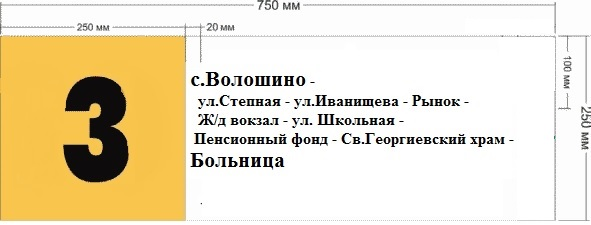 750 мм
250 мм
20 мм
3
с.Волошино -
ул.Степная - ул.Иванищева - Рынок -
Ж/д вокзал - ул. Школьная -
Пенсионный фонд - Св.Георгиевский храм -
Больница
100 мм
250 мм